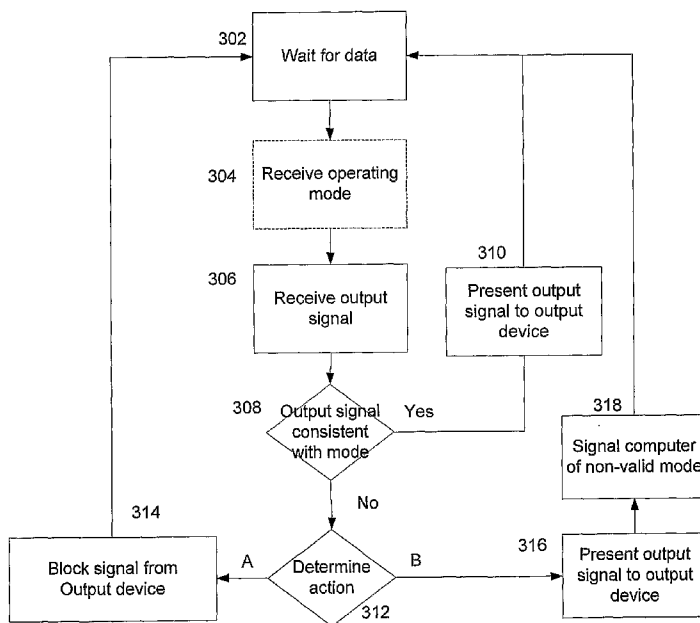 302
Wait for data
304
Receive operating
mode
306
Receive output
signal
310
Present output
signal to output
device
308
Output signal
consistent
with mode
Yes
No
318
Signal computer
of non-valid mode
314
Block signal from
Output device
A
Determine
action
312
B
316
Present output
signal to output
device